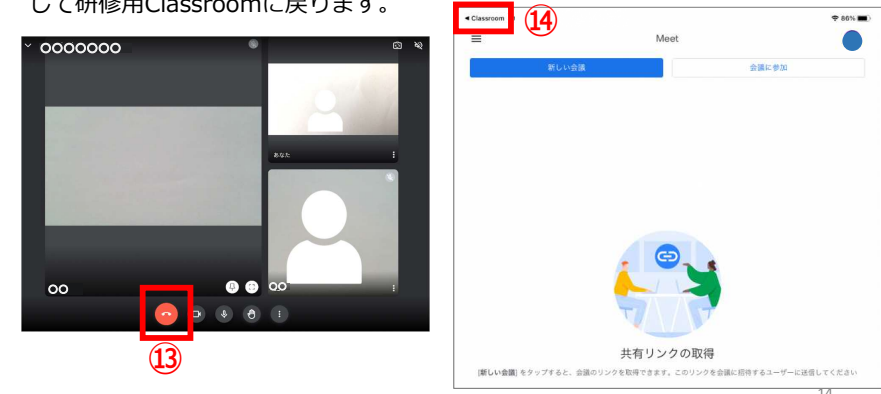 して研修用Classroomに戻ります。
○○○○○○○
あなた
○○
○○
⑬
◀ Classroom
⑭
86%
Meet
新しい会議
会議に参加
共有リンクの取得
[新しい会議] をタップすると、会議のリンクを取得できます。このリンクを会議に招待するユーザーに送信してください
14